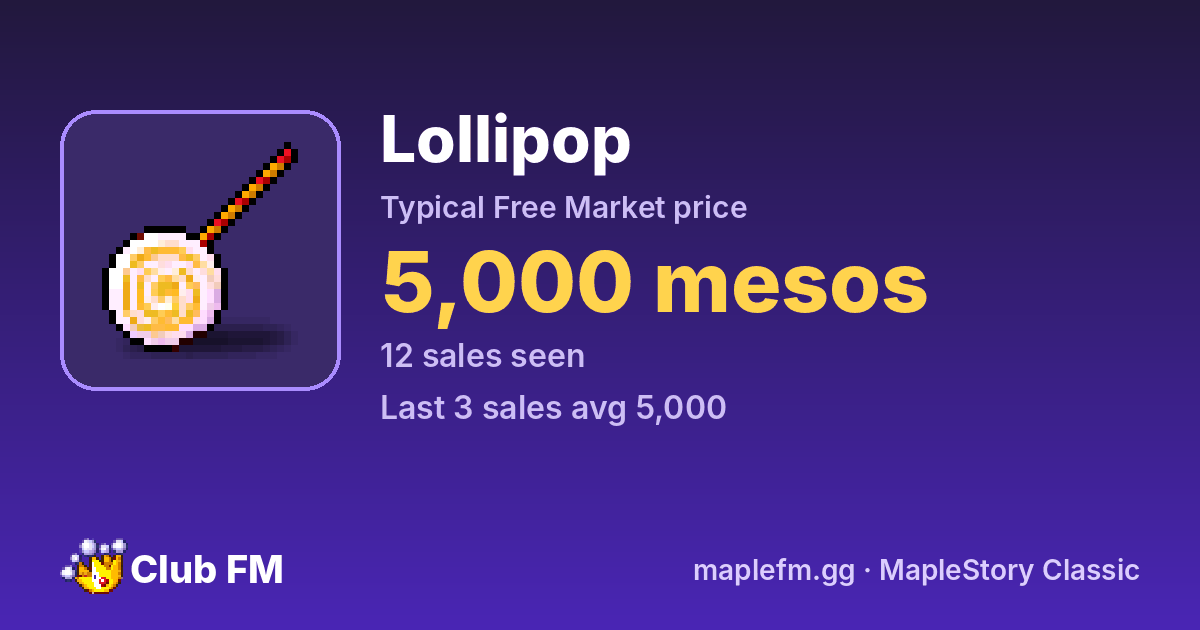 Lollipop
Typical Free Market price
5,000 mesos
12 sales seen
Last 3 sales avg 5,000
Club FM
maplefm.gg · MapleStory Classic